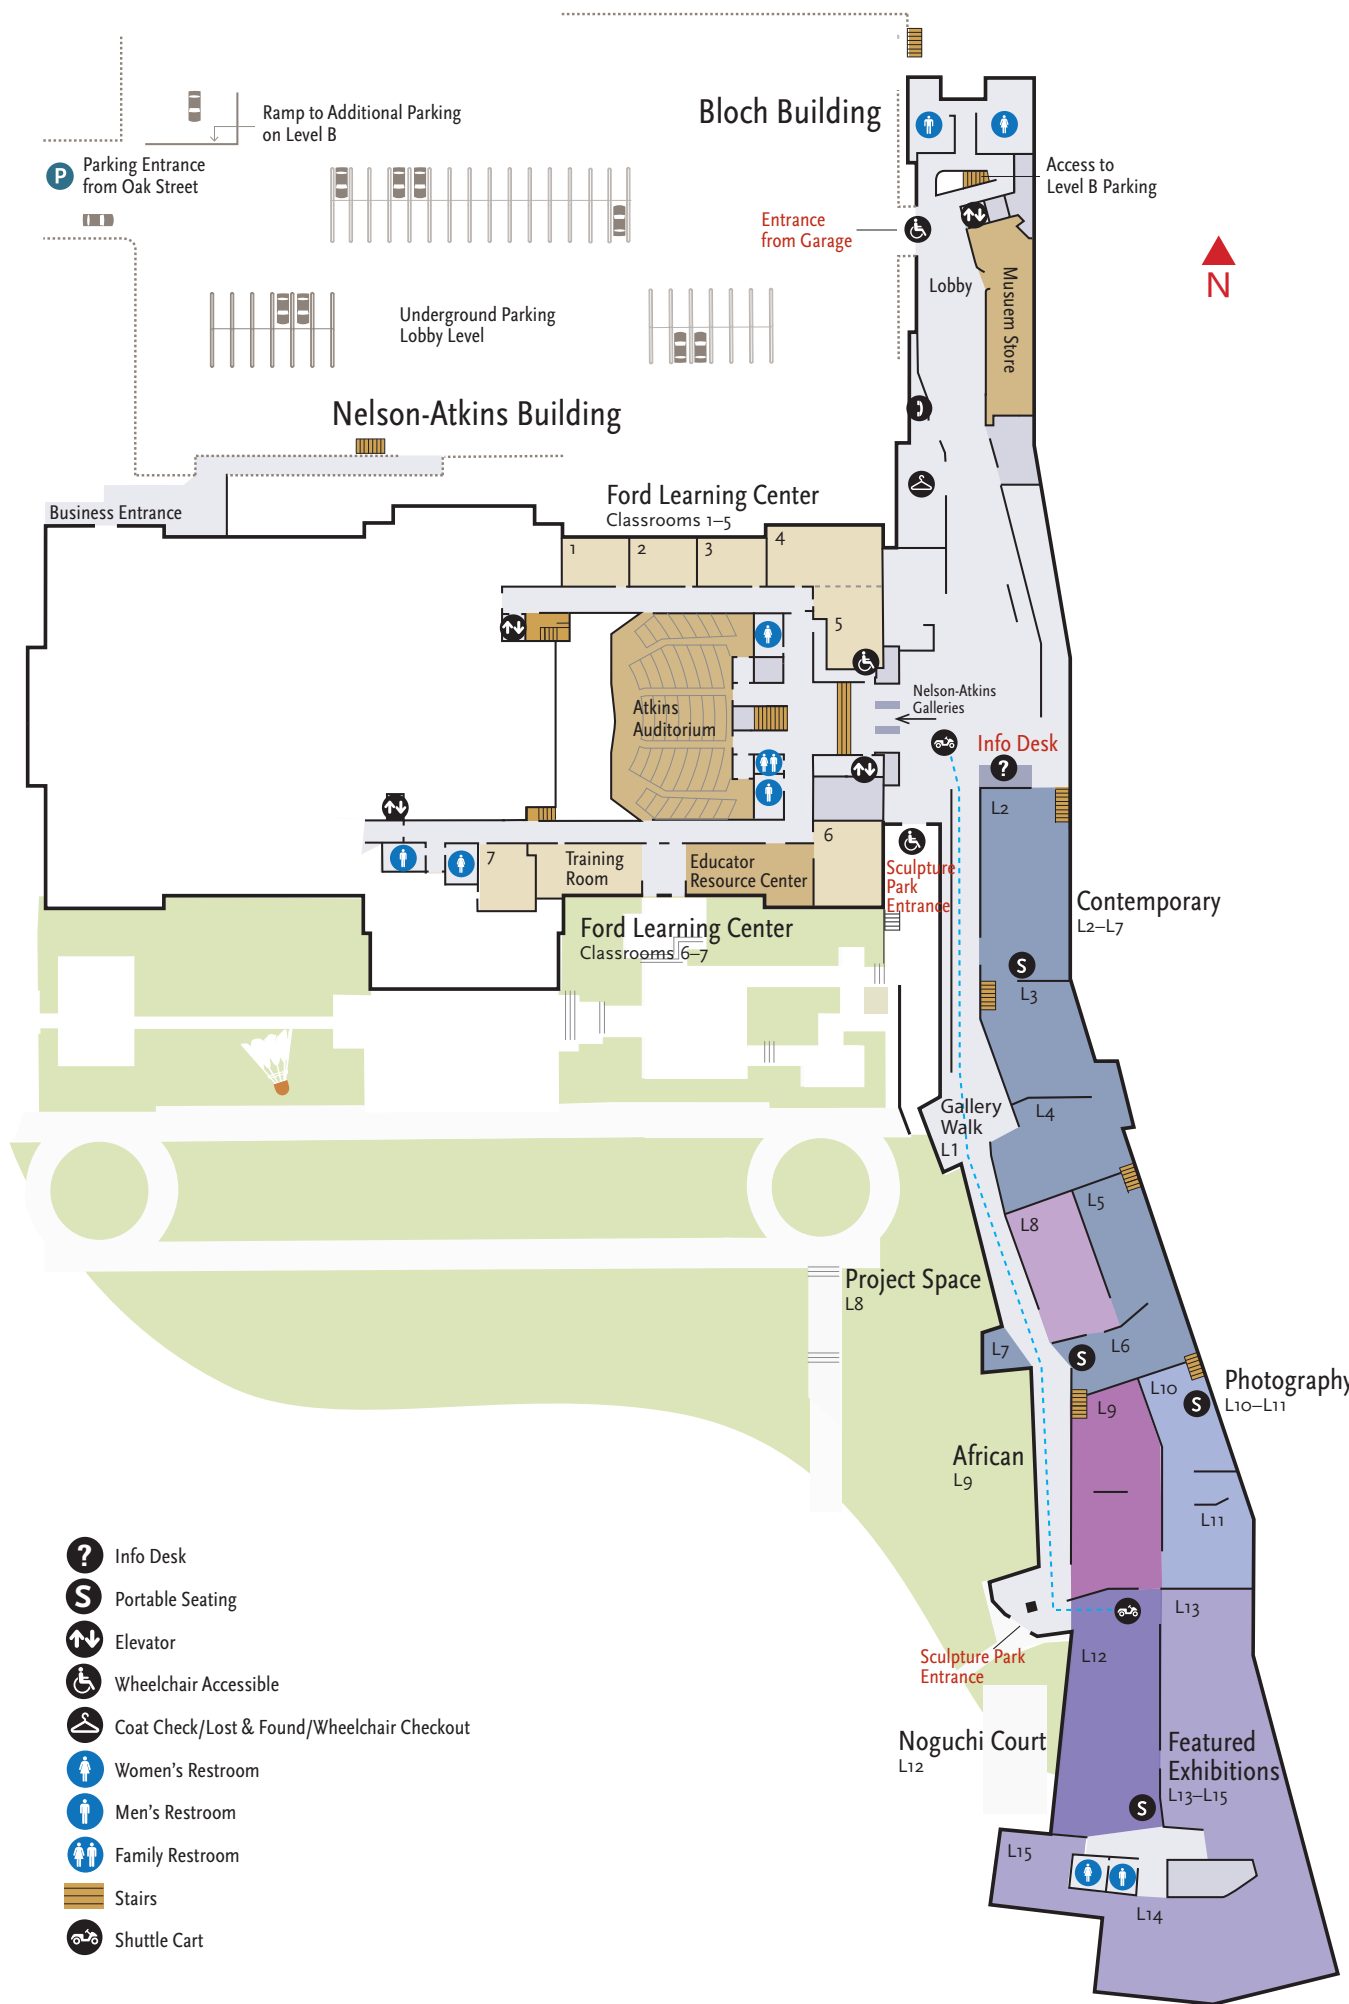 Bloch Building
Ramp to Additional Parking
on Level B
P
Parking Entrance
from Oak Street
Access to
Level B Parking
Entrance
from Garage
N
Lobby
Musuem Store
Underground Parking
Lobby Level
Nelson-Atkins Building
Business Entrance
Ford Learning Center
Classrooms 1–5
1
2
3
4
5
Nelson-Atkins
Galleries
Atkins
Auditorium
Info Desk
?
L2
6
7
Training
Room
Educator
Resource Center
Sculpture
Park
Entrance
Contemporary
L2–L7
Ford Learning Center
Classrooms 6–7
S
L3
Gallery
Walk
L1
L4
L5
L8
Project Space
L8
L7
S
L6
L10
S
Photography
L10–L11
L9
African
L9
L11
L13
L12
Sculpture Park
Entrance
Noguchi Court
L12
Featured
Exhibitions
L13–L15
S
L15
L14
? Info Desk
S Portable Seating
Elevator
Wheelchair Accessible
Coat Check/Lost & Found/Wheelchair Checkout
Women's Restroom
Men's Restroom
Family Restroom
Stairs
Shuttle Cart